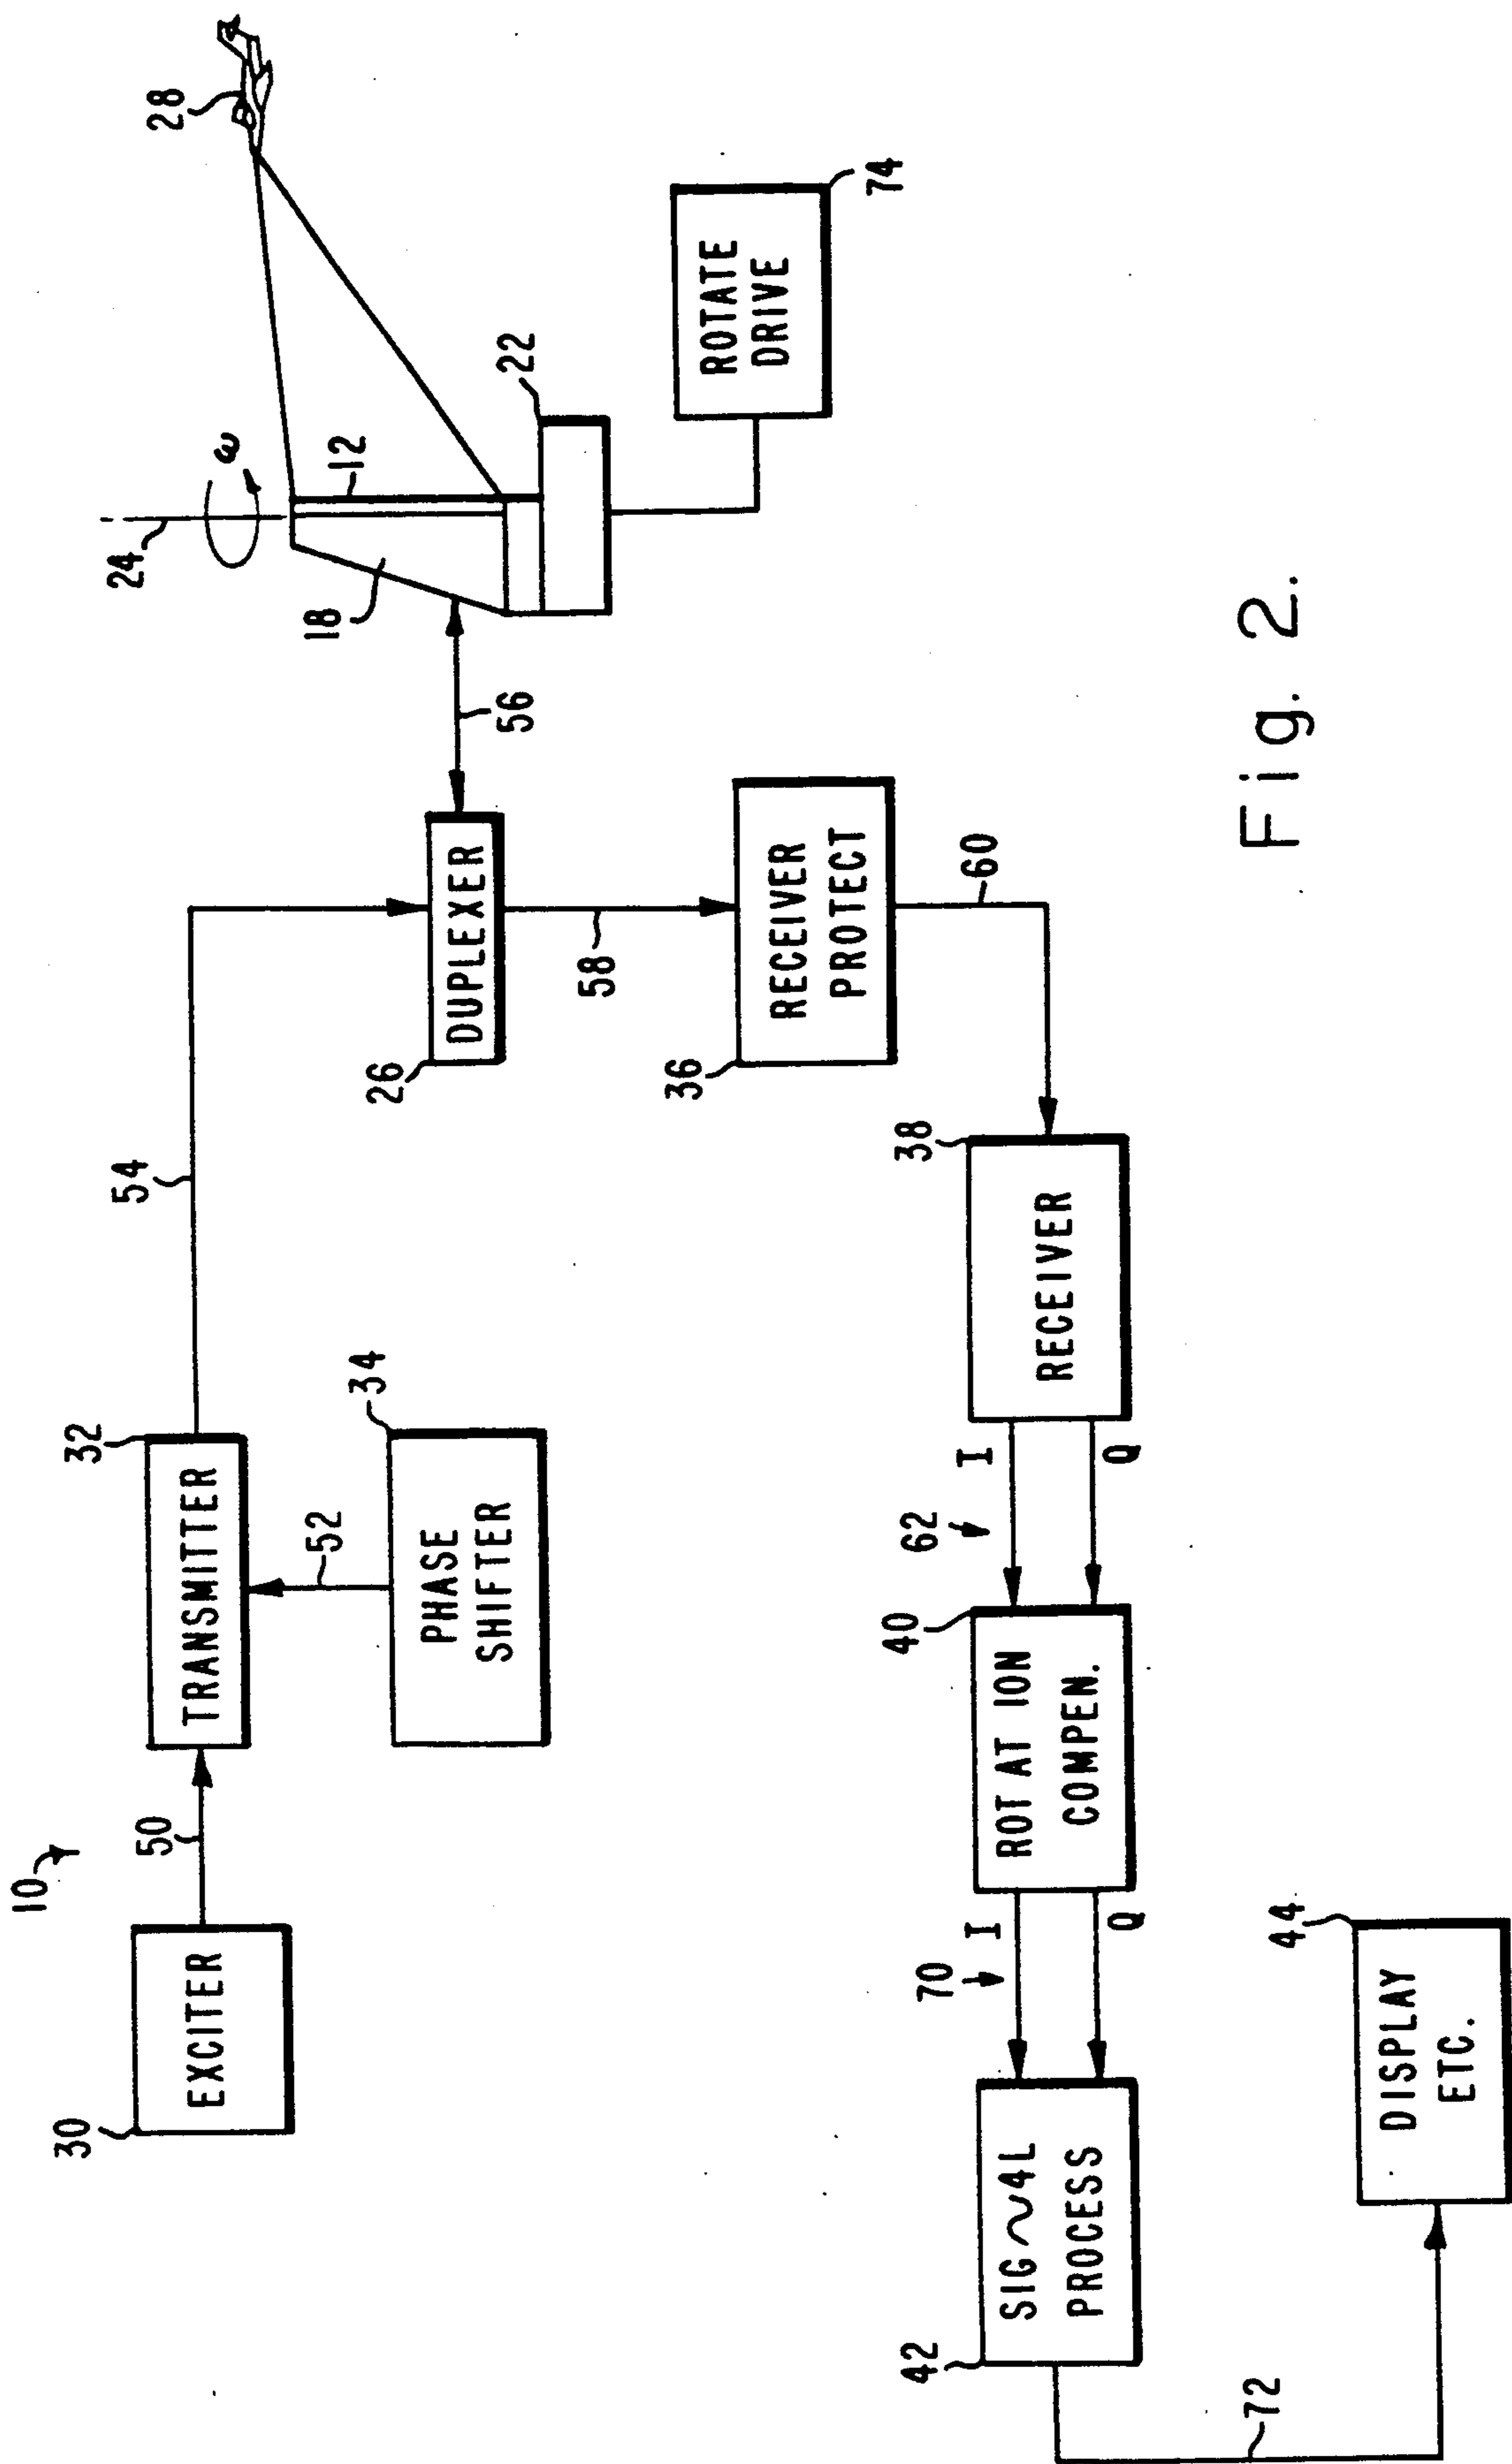 10
30
EXCITER
50
32
TRANSMITTER
52
34
PHASE
SHIFTER
54
26
DUPLEXER
56
24
ω
18
12
28
22
ROTATE
DRIVE
74
58
36
RECEIVER
PROTECT
60
38
RECEIVER
I
Q
62
40
ROT AT ION
COMPEN.
I
Q
70
42
SIG
PROCESS
72
44
DISPLAY
ETC.
Fig. 2.